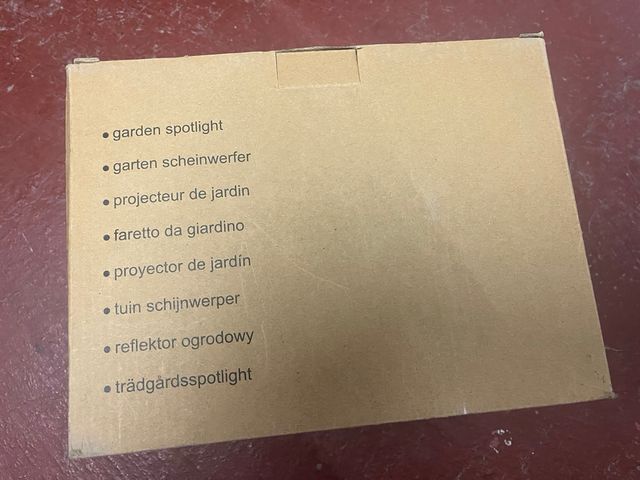 • garden spotlight
• garten scheinwerfer
• projecteur de jardin
• faretto da giardino
• proyector de jardín
• tuin schijnwerper
• reflektor ogrodowy
• trädgårdsspotlight